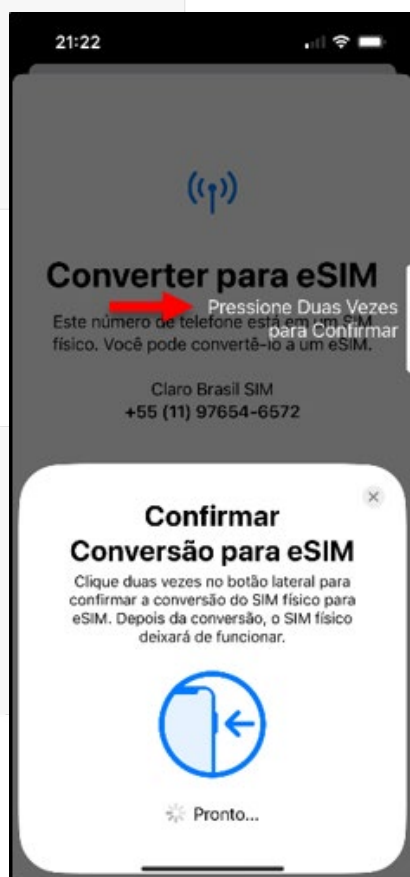 21:22
Converter para eSIM
Pressione Duas Vezes
para Confirmar
Este número de telefone está em um SIM
físico. Você pode convertê-lo a um eSIM.
Claro Brasil SIM
+55 (11) 97654-6572
Confirmar
Conversão para eSIM
Clique duas vezes no botão lateral para
confirmar a conversão do SIM físico para
eSIM. Depois da conversão, o SIM físico
deixará de funcionar.
Pronto...